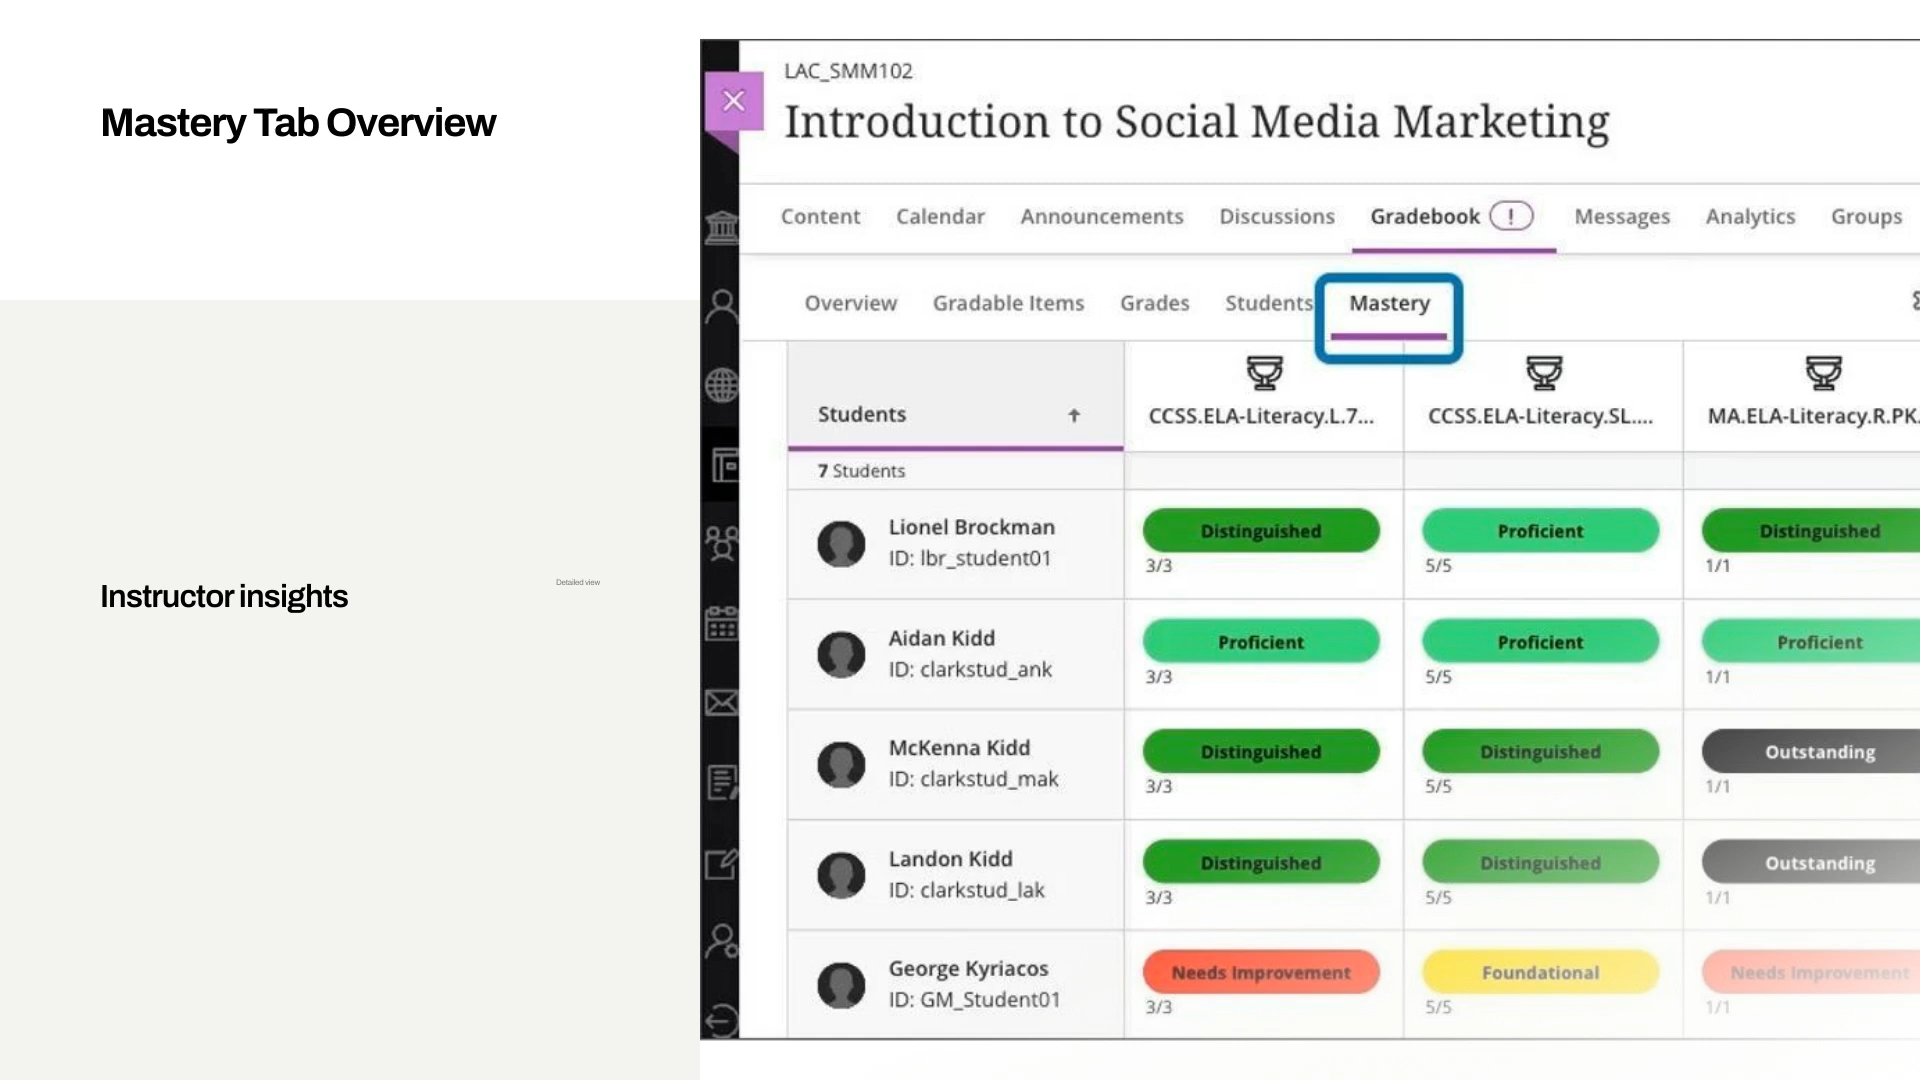 Mastery Tab Overview
Instructor insights
Detailed view
LAC_SMM102
Introduction to Social Media Marketing
Content Calendar Announcements Discussions Gradebook ! Messages Analytics Groups
Overview Gradable Items Grades Students Mastery
Students CCSS.ELA-Literacy.L.7... CCSS.ELA-Literacy.SL.... MA.ELA-Literacy.R.PK.
7 Students
Lionel Brockman Distinguished Proficient Distinguished
ID: lbr_student01 3/3 5/5 1/1
Aidan Kidd Proficient Proficient Proficient
ID: clarkstud_ank 3/3 5/5 1/1
McKenna Kidd Distinguished Distinguished Outstanding
ID: clarkstud_mak 3/3 5/5 1/1
Landon Kidd Distinguished Distinguished Outstanding
ID: clarkstud_lak 3/3 5/5 1/1
George Kyriacos Needs Improvement Foundational Needs Improvement
ID: GM_Student01 3/3 5/5 1/1